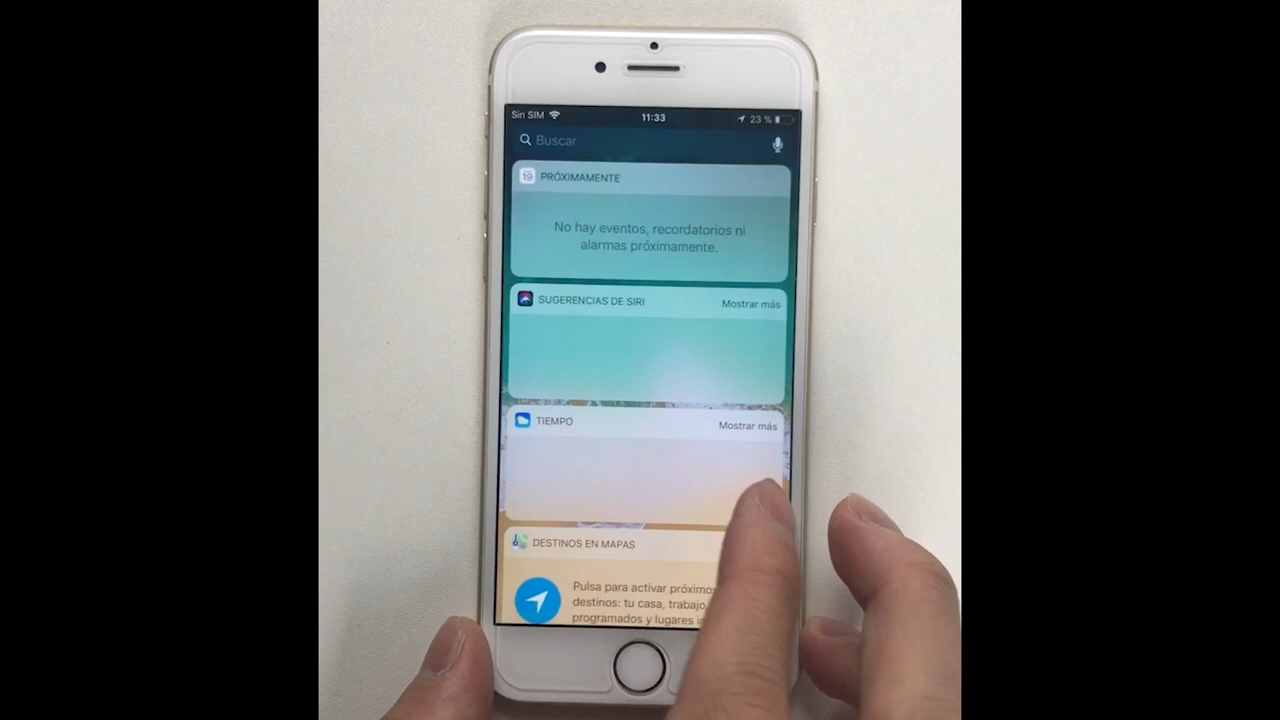 Sin SIM 11:33 23 %
Buscar
19 PRÓXIMAMENTE
No hay eventos, recordatorios ni
alarmas próximamente.
SUGERENCIAS DE SIRI Mostrar más
TIEMPO Mostrar más
DESTINOS EN MAPAS
Pulsa para activar próximos
destinos: tu casa, trabajo,
programados y lugares